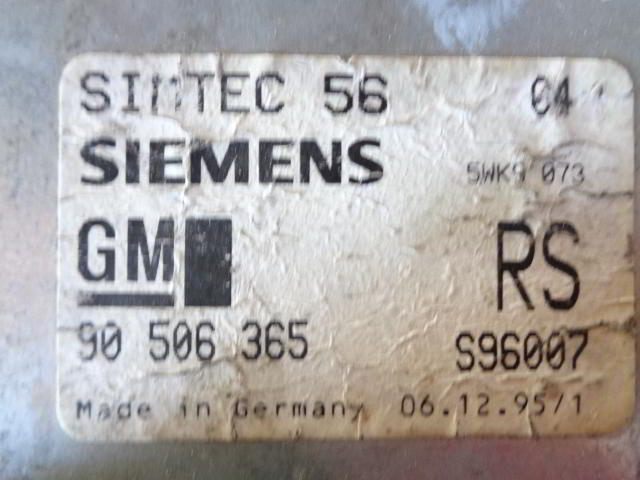 SIMTEC 56 04
SIEMENS 5WK9 073
GM RS
90 506 365 S96007
Made in Germany 06.12.95/1